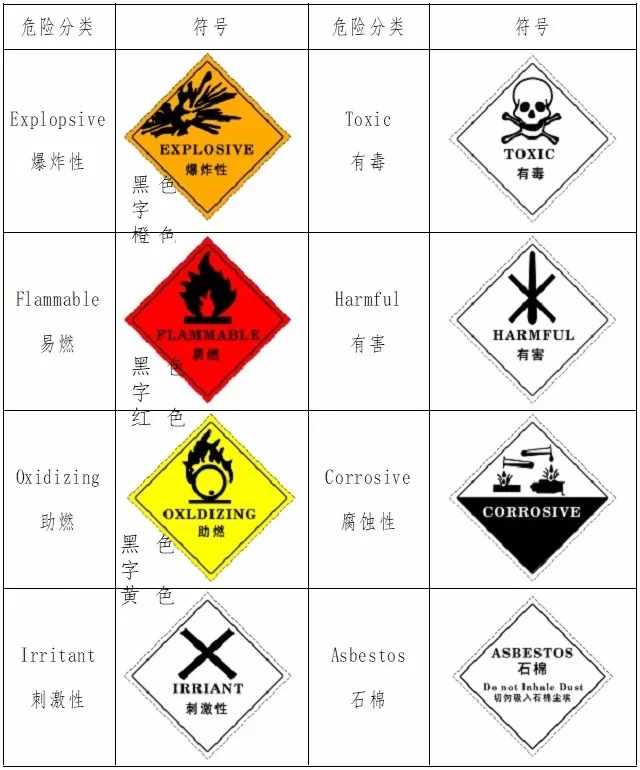 危险分类
符号
危险分类
符号
Explopsive
爆炸性
EXPLOSIVE
爆炸性
黑 色
字
橙 色
Toxic
有毒
TOXIC
有毒
Flammable
易燃
FLAMMABLE
易燃
黑 色
字
红 色
Harmful
有害
HARMFUL
有害
Oxidizing
助燃
OXLDIZING
助燃
黑 色
字
黄 色
Corrosive
腐蚀性
CORROSIVE
Irritant
刺激性
IRRIANT
刺激性
Asbestos
石棉
ASBESTOS
石棉
Do not Inhale Dust
切勿吸入石棉尘埃